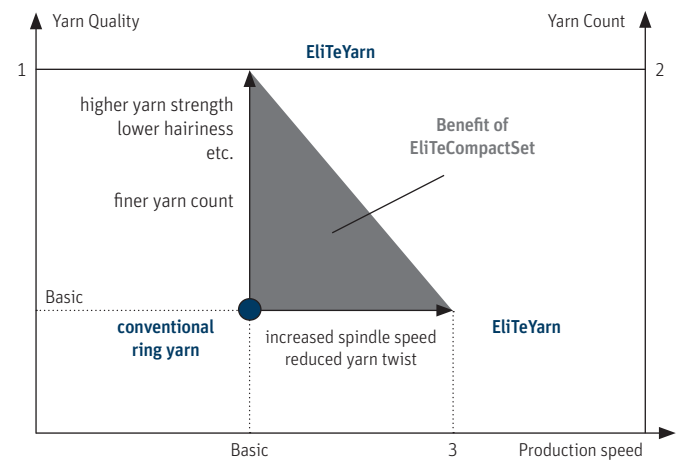 Yarn Quality
Yarn Count
EliTeYarn
1
2
higher yarn strength
lower hairiness
etc.
Benefit of
EliTeCompactSet
finer yarn count
Basic
conventional
ring yarn
increased spindle speed
reduced yarn twist
EliTeYarn
Basic
3
Production speed